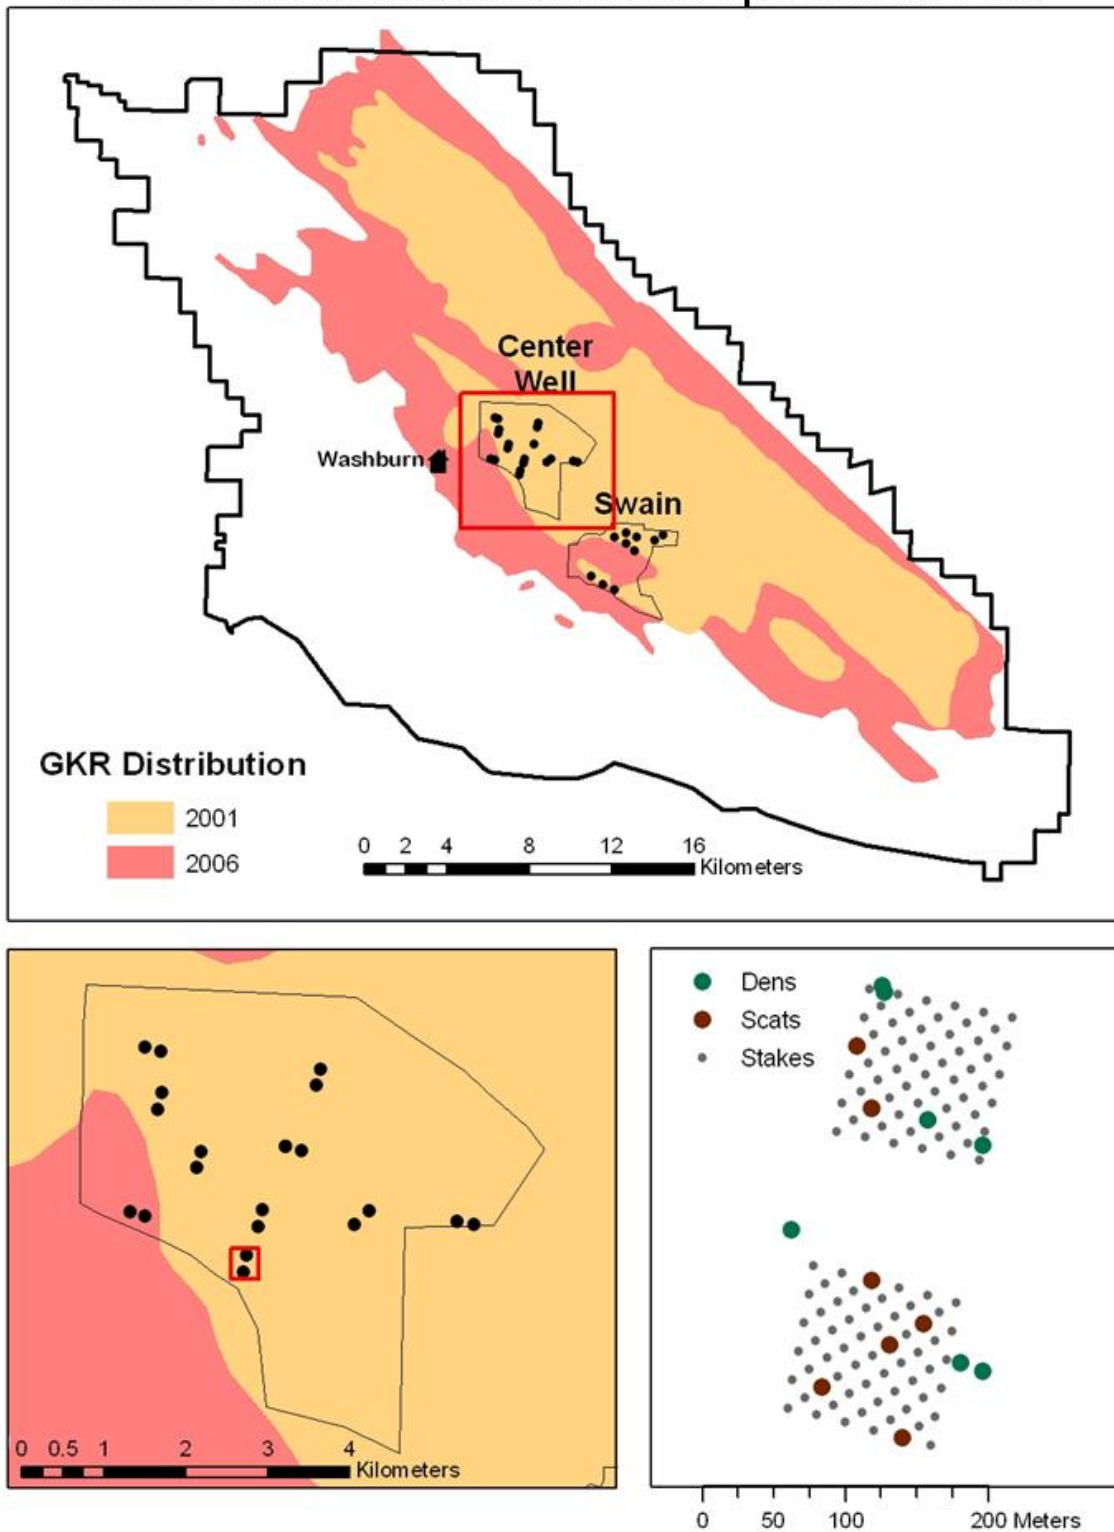 Center
Well
Washburn
Swain
GKR Distribution
2001
2006
0 2 4 8 12 16
Kilometers
Dens
Scats
Stakes
0 0.5 1 2 3 4
Kilometers
0 50 100 200 Meters